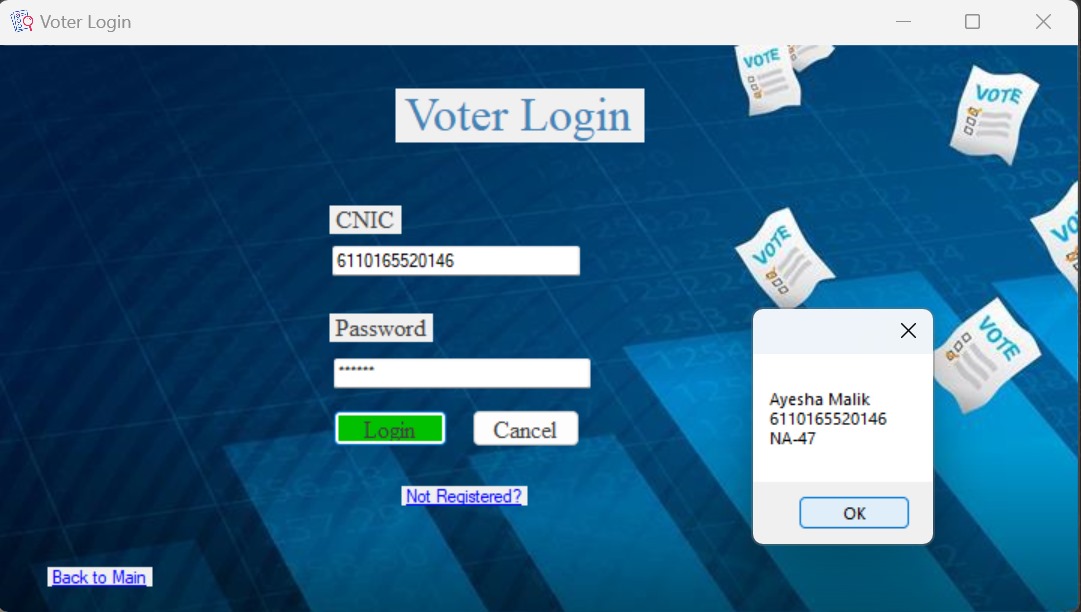 Voter Login
Voter Login
CNIC
6110165520146
Password
******
Login
Cancel
Not Registered?
Back to Main
Ayesha Malik
6110165520146
NA-47
OK
VOTE
VOTE
VOTE
VOTE